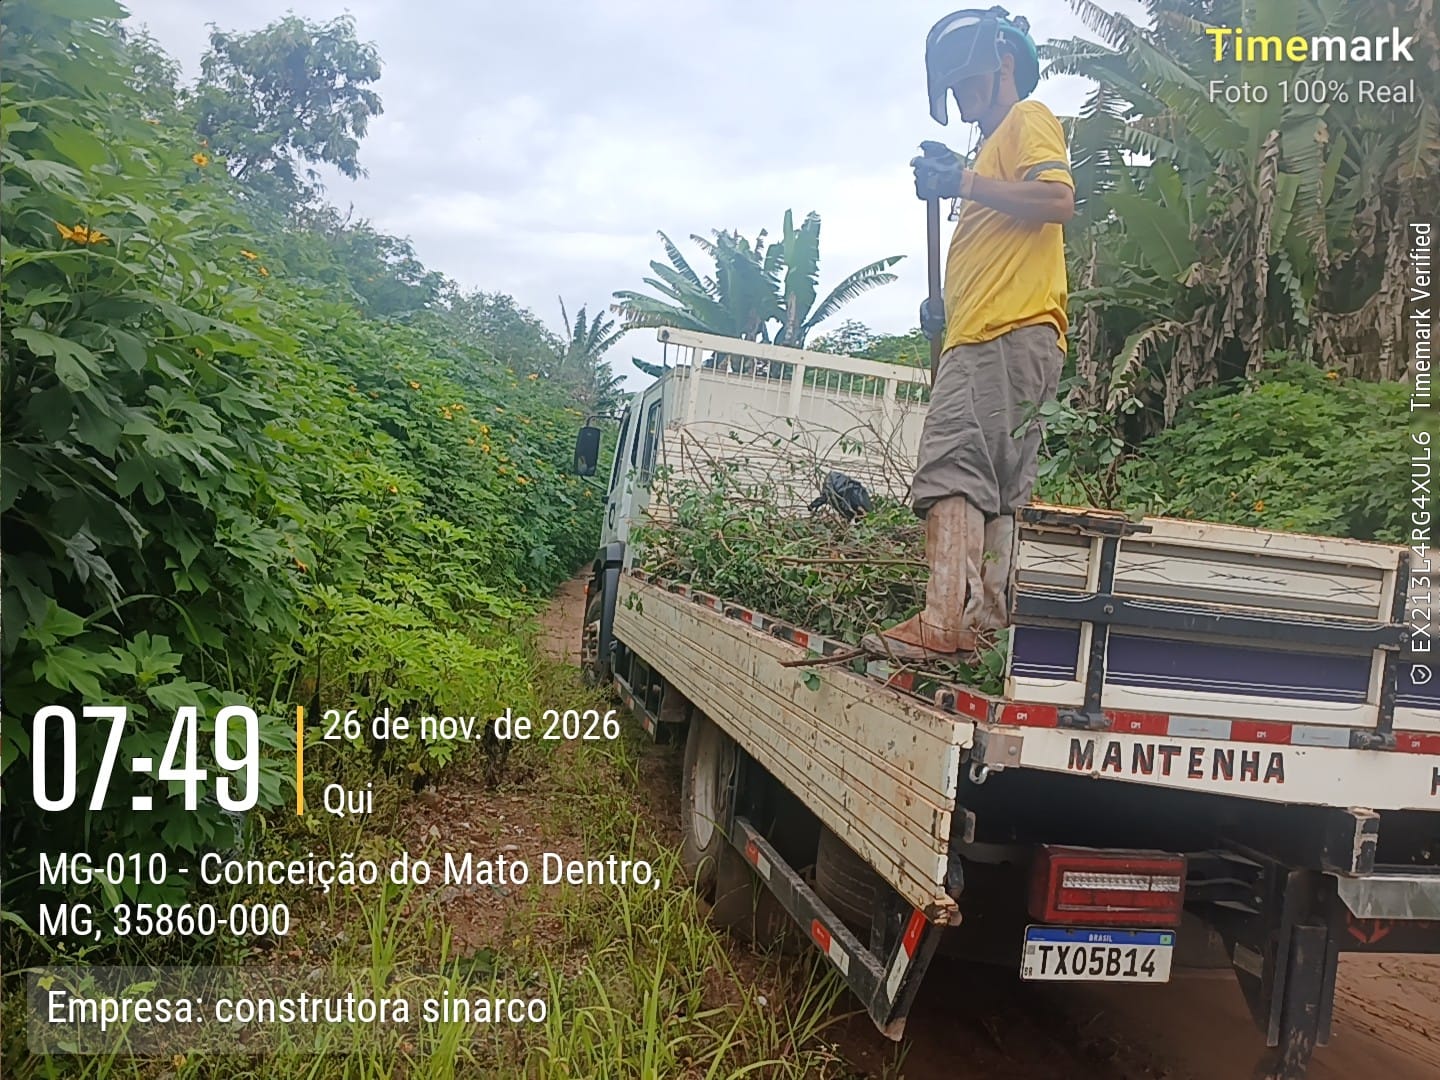 Timemark
Foto 100% Real
EX213L4RG4XUL6 Timemark Verified
MANTENHA
BRASIL
BR
TXO5B14
07:49
26 de nov. de 2026
Qui
MG-010 - Conceição do Mato Dentro,
MG, 35860-000
Empresa: construtora sinarco